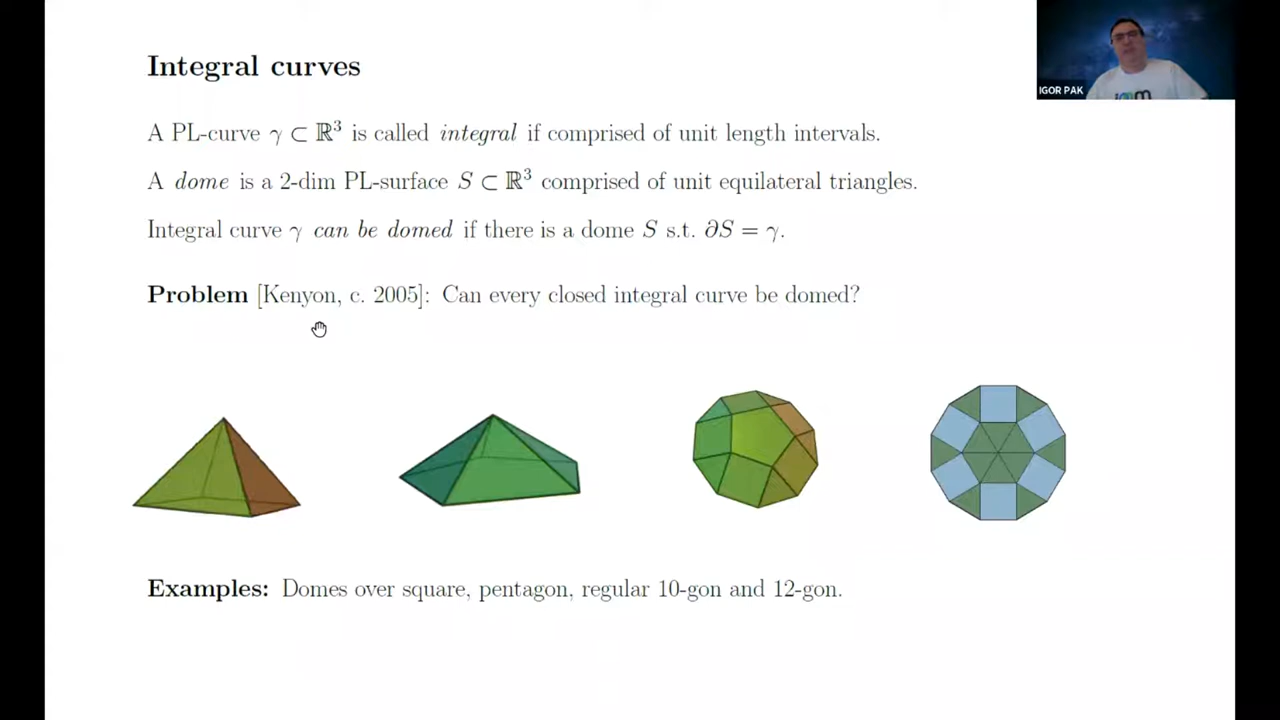 Integral curves
IGOR PAK
A PL-curve γ ⊂ ℝ³ is called integral if comprised of unit length intervals.
A dome is a 2-dim PL-surface S ⊂ ℝ³ comprised of unit equilateral triangles.
Integral curve γ can be domed if there is a dome S s.t. ∂S = γ.
Problem [Kenyon, c. 2005]: Can every closed integral curve be domed?
Examples: Domes over square, pentagon, regular 10-gon and 12-gon.